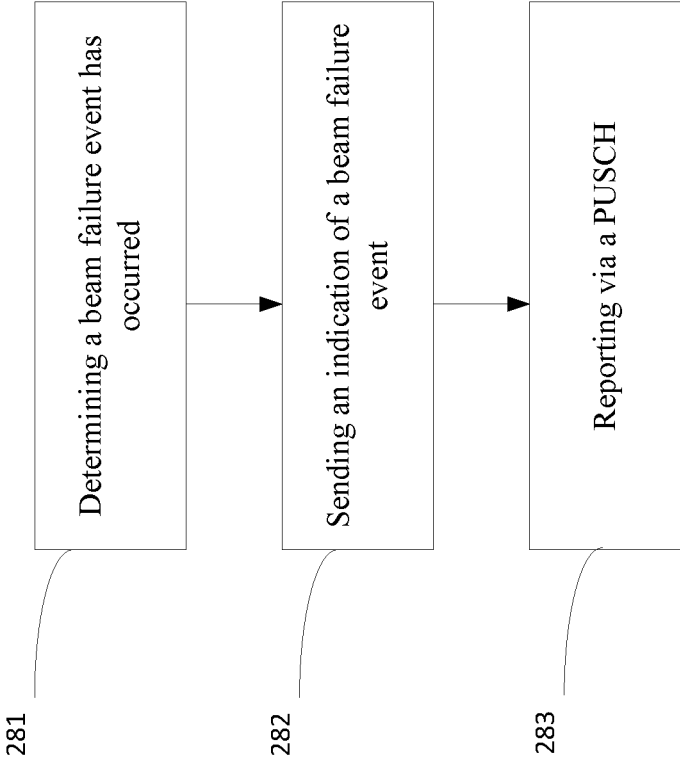 281
Determining a beam failure event has
occurred
282
Sending an indication of a beam failure
event
283
Reporting via a PUSCH